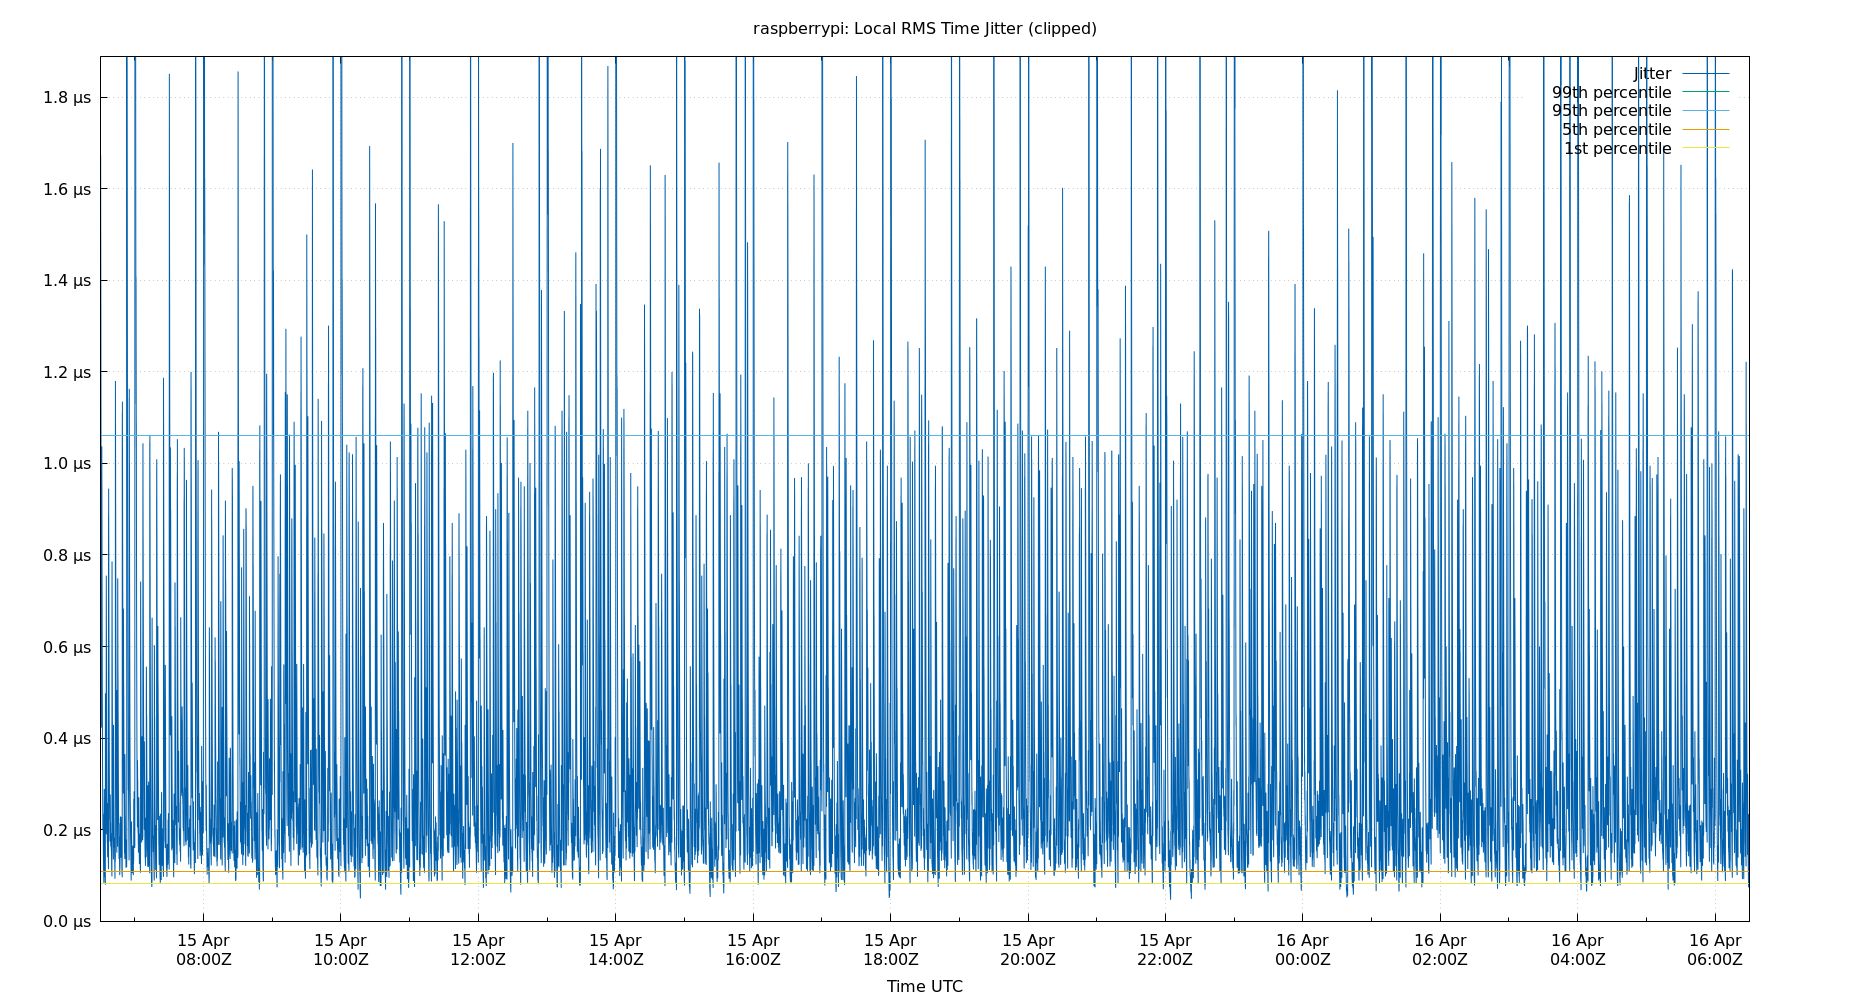 raspberrypi: Local RMS Time Jitter (clipped)
Jitter
99th percentile
95th percentile
5th percentile
1st percentile
1.8 µs
1.6 µs
1.4 µs
1.2 µs
1.0 µs
0.8 µs
0.6 µs
0.4 µs
0.2 µs
0.0 µs
15 Apr 15 Apr 15 Apr 15 Apr 15 Apr 15 Apr 15 Apr 15 Apr 16 Apr 16 Apr 16 Apr 16 Apr
08:00Z 10:00Z 12:00Z 14:00Z 16:00Z 18:00Z 20:00Z 22:00Z 00:00Z 02:00Z 04:00Z 06:00Z
Time UTC